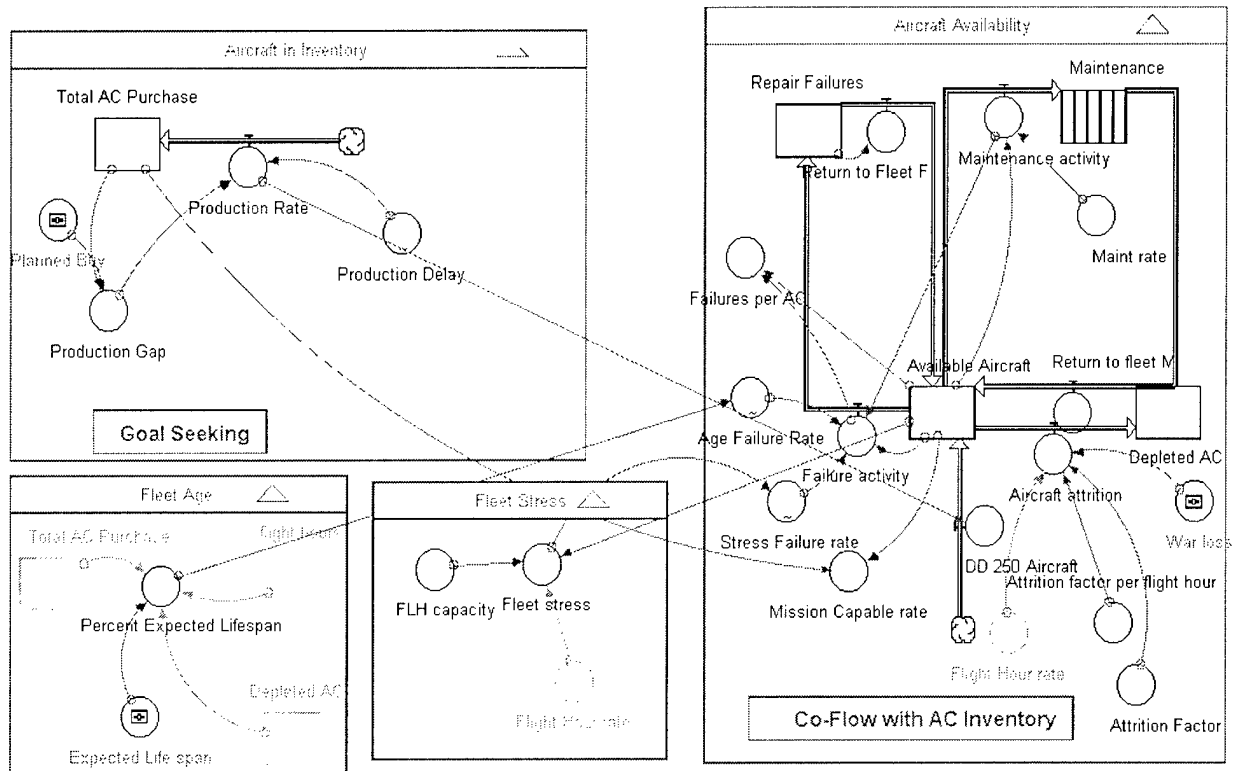 Aircraft in Inventory
Total AC Purchase
Production Rate
Planned Buy
Production Delay
Production Gap
Goal Seeking
Aircraft Availability
Repair Failures
Maintenance
Return to Fleet F
Maintenance activity
Maint rate
Failures per AC
Available Aircraft
Return to fleet M
Age Failure Rate
Failure activity
Depleted AC
Aircraft attrition
Stress Failure rate
War loss
DD 250 Aircraft
Attrition factor per flight hour
Mission Capable rate
Flight Hour rate
Attrition Factor
Co-Flow with AC Inventory
Fleet Age
Total AC Purchase
flight hours
Percent Expected Lifespan
Depleted AC
Expected Life span
Fleet Stress
FLH capacity
Fleet stress
Flight Hour rate